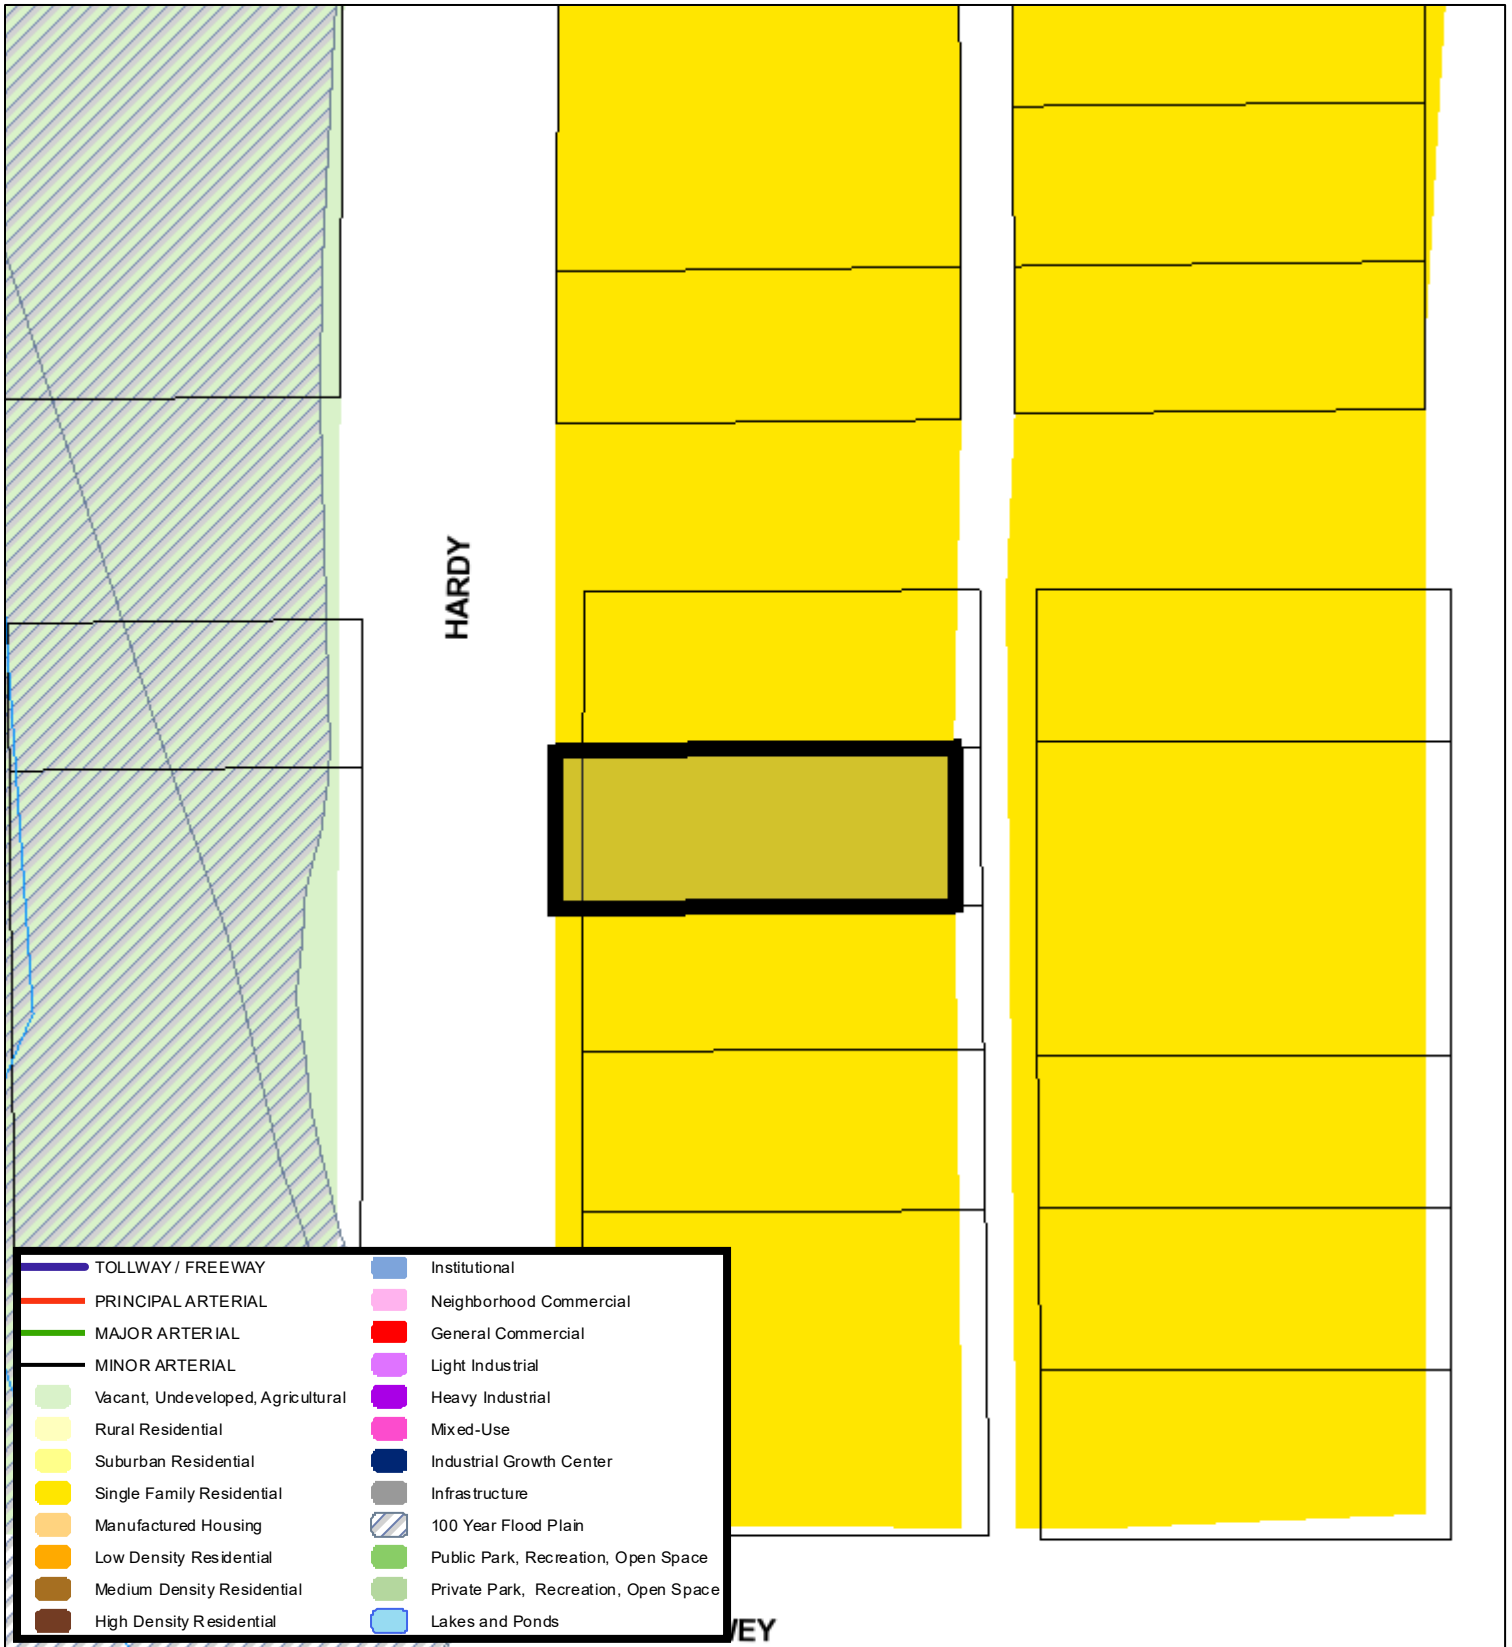 HARDY
TOLLWAY / FREEWAY
PRINCIPAL ARTERIAL
MAJOR ARTERIAL
MINOR ARTERIAL
Vacant, Undeveloped, Agricultural
Rural Residential
Suburban Residential
Single Family Residential
Manufactured Housing
Low Density Residential
Medium Density Residential
High Density Residential
Institutional
Neighborhood Commercial
General Commercial
Light Industrial
Heavy Industrial
Mixed-Use
Industrial Growth Center
Infrastructure
100 Year Flood Plain
Public Park, Recreation, Open Space
Private Park, Recreation, Open Space
Lakes and Ponds